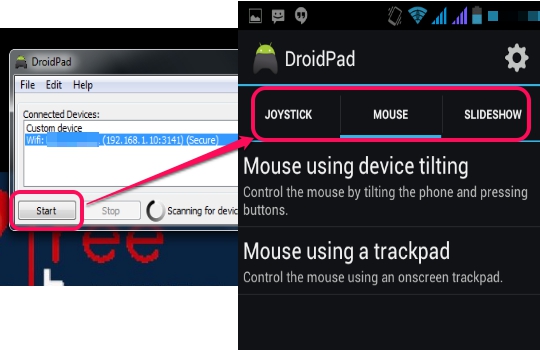 DroidPad
File Edit Help
Connected Devices:
Custom device
Wifi: (192.168.1.10:3141) (Secure)
Start Stop Scanning for devic
ree
DroidPad
JOYSTICK MOUSE SLIDESHOW
Mouse using device tilting
Control the mouse by tilting the phone and pressing
buttons.
Mouse using a trackpad
Control the mouse using an onscreen trackpad.